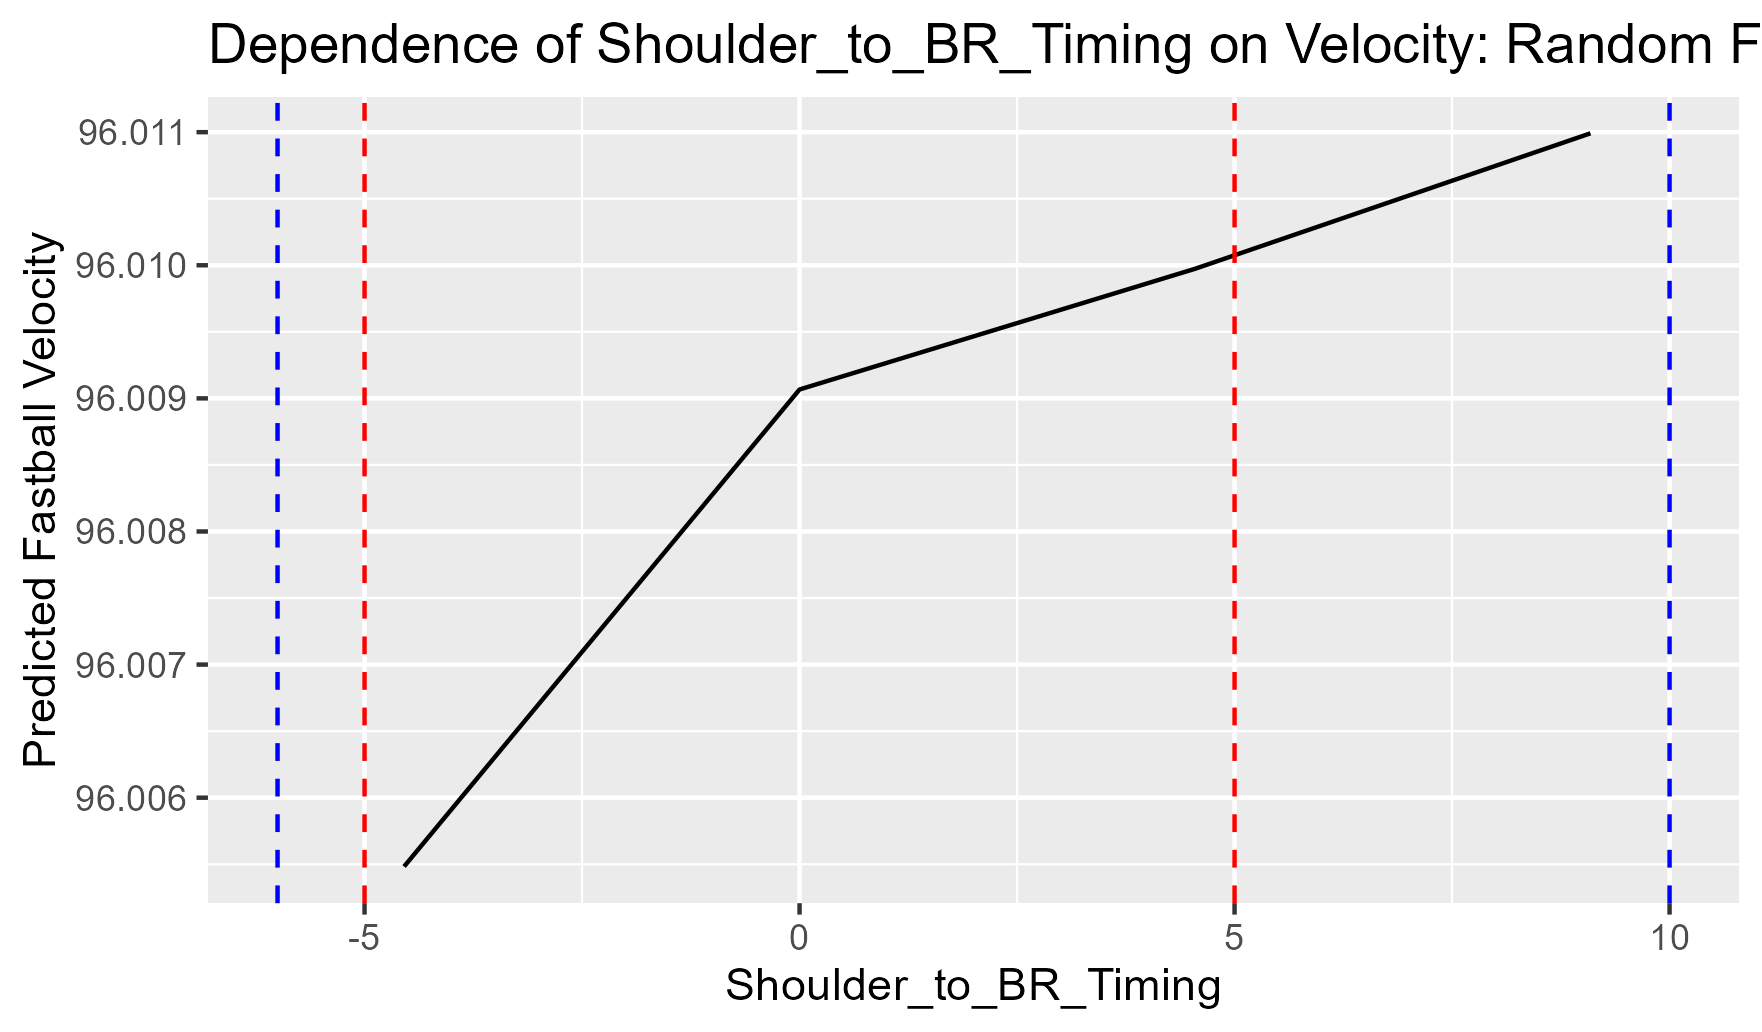 Dependence of Shoulder_to_BR_Timing on Velocity: Random F
Predicted Fastball Velocity
96.011
96.010
96.009
96.008
96.007
96.006
-5 0 5 10
Shoulder_to_BR_Timing